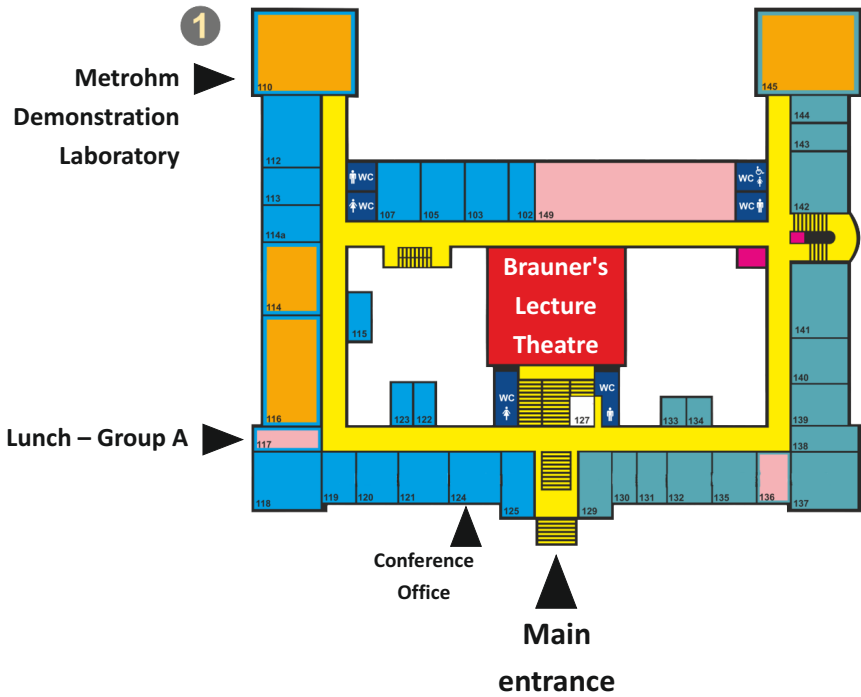 1
Metrohm
Demonstration
Laboratory
110
145
112
144
143
113
142
114a
WC
WC
107
105
103
102
149
WC
WC
Brauner's
Lecture
Theatre
114
115
141
140
116
123
122
WC
WC
127
133
134
139
Lunch – Group A
117
138
118
119
120
121
124
125
129
130
131
132
135
136
137
Conference
Office
Main
entrance